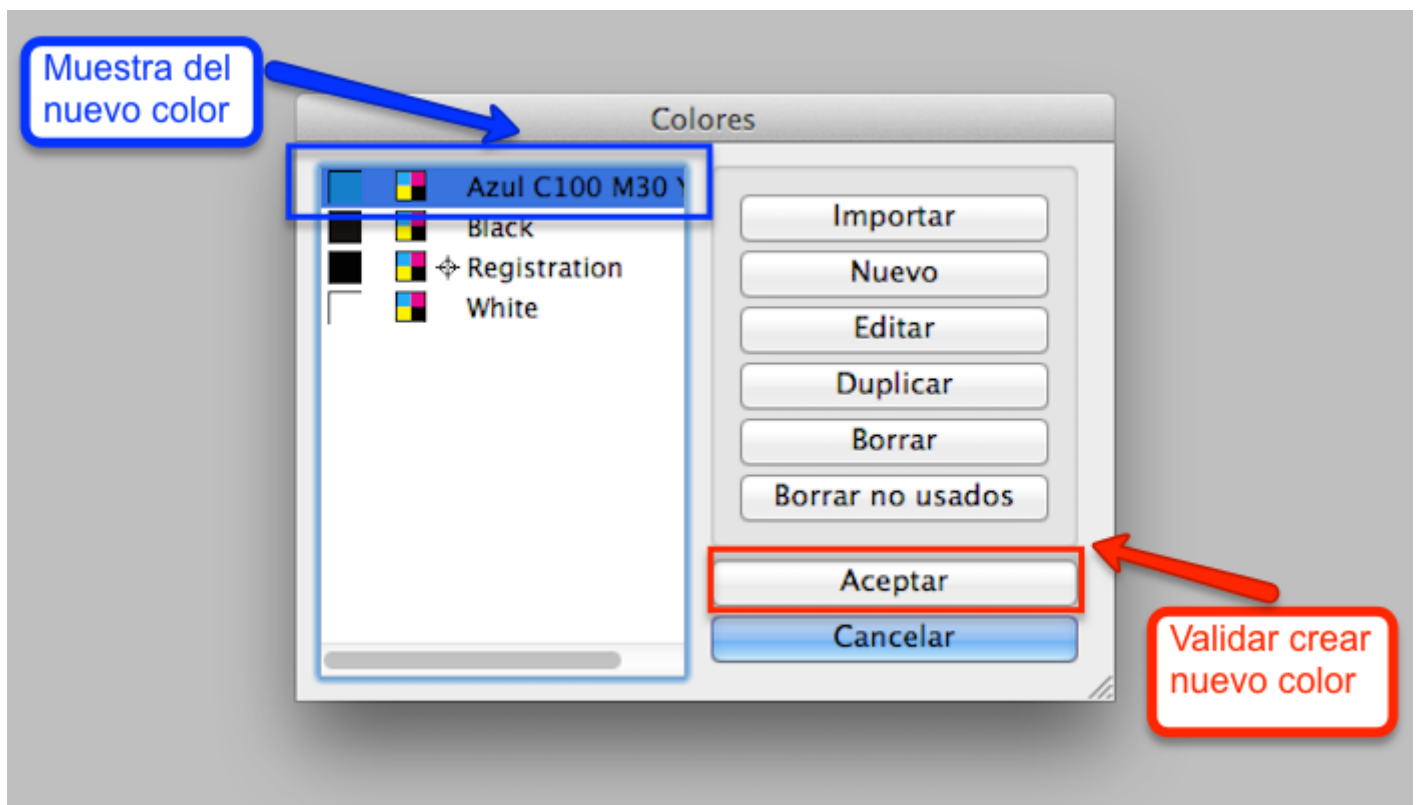 Muestra del
nuevo color
Colores
Azul C100 M30 Y
Black
Registration
White
Importar
Nuevo
Editar
Duplicar
Borrar
Borrar no usados
Aceptar
Cancelar
Validar crear
nuevo color